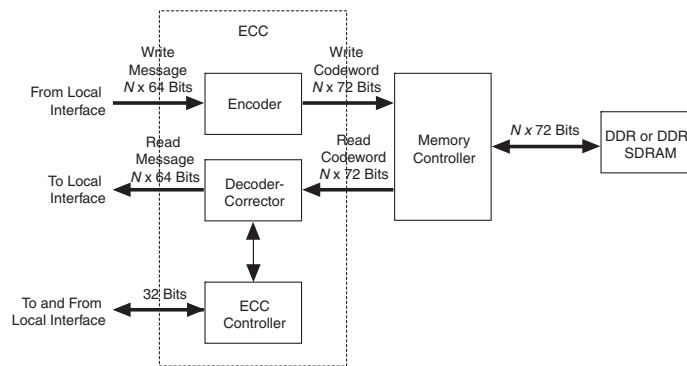 ECC
Write
Message
N x 64 Bits
Write
Codeword
N x 72 Bits
From Local
Interface
Encoder
Memory
Controller
N x 72 Bits
DDR or DDR
SDRAM
Read
Message
N x 64 Bits
Read
Codeword
N x 72 Bits
To Local
Interface
Decoder-
Corrector
32 Bits
To and From
Local Interface
ECC
Controller